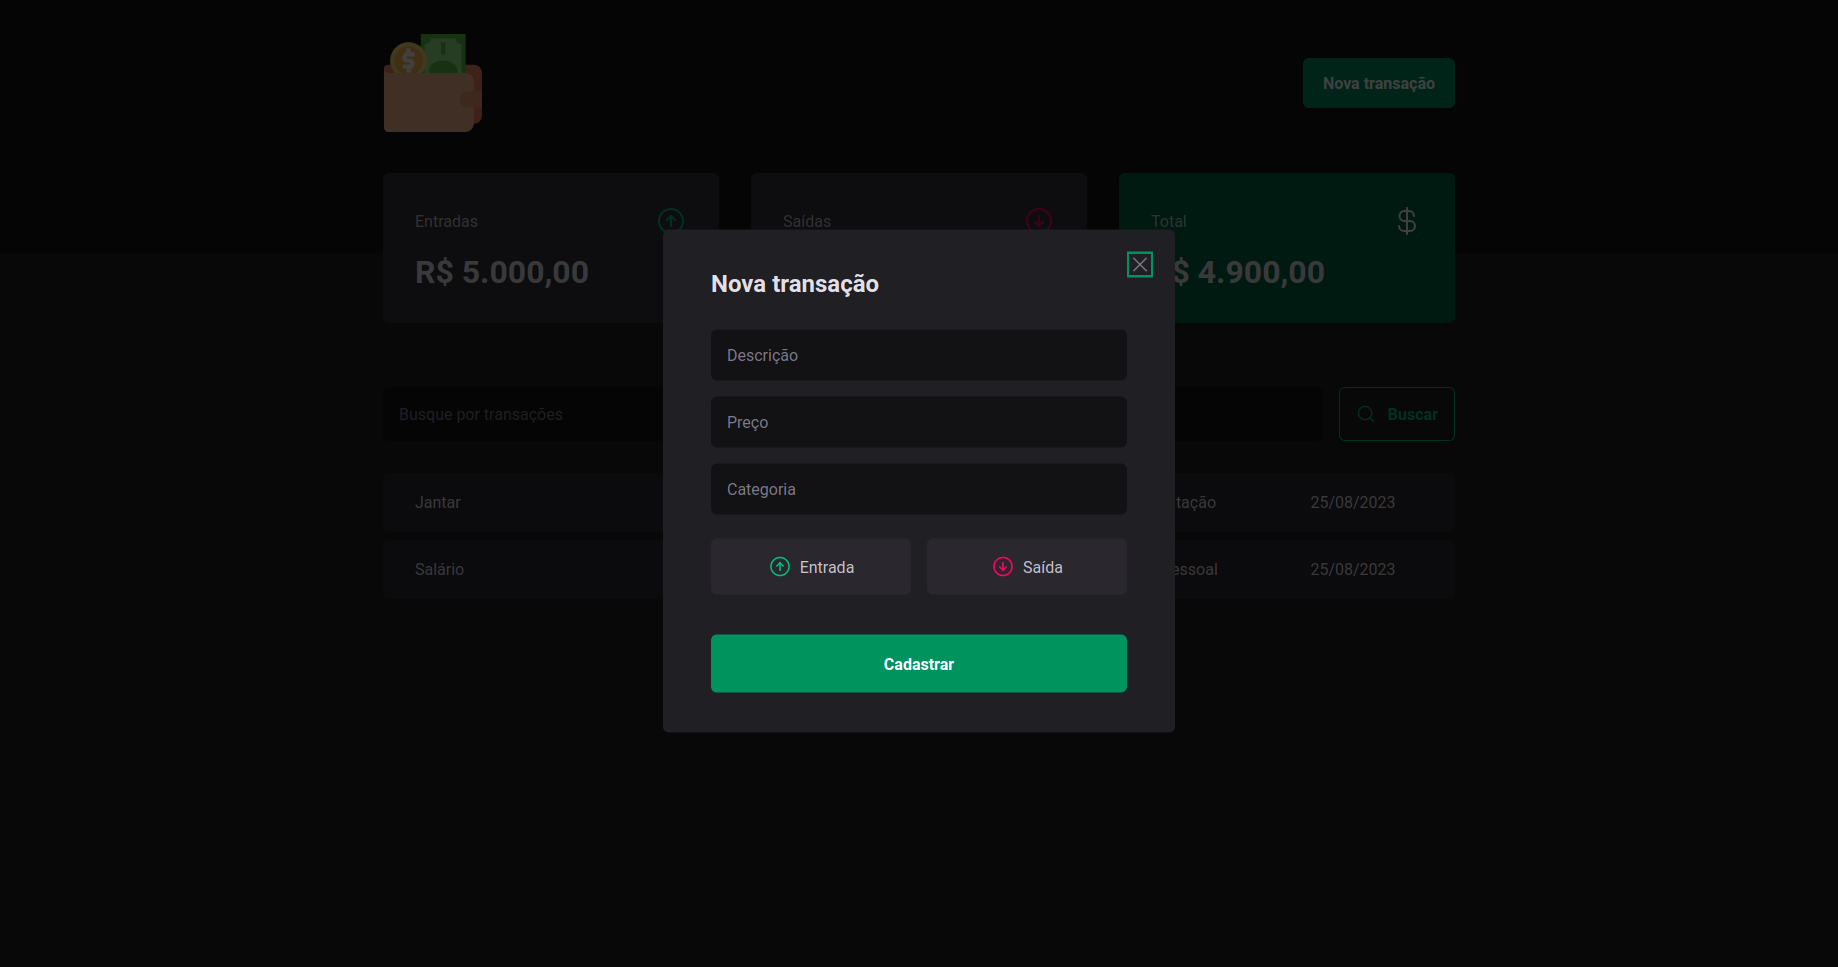 Nova transação
Entradas
Saídas
Total
R$ 5.000,00
$ 4.900,00
Nova transação
Descrição
Preço
Categoria
Entrada
Saída
Cadastrar
Busque por transações
Buscar
Jantar
tação
25/08/2023
Salário
essoal
25/08/2023